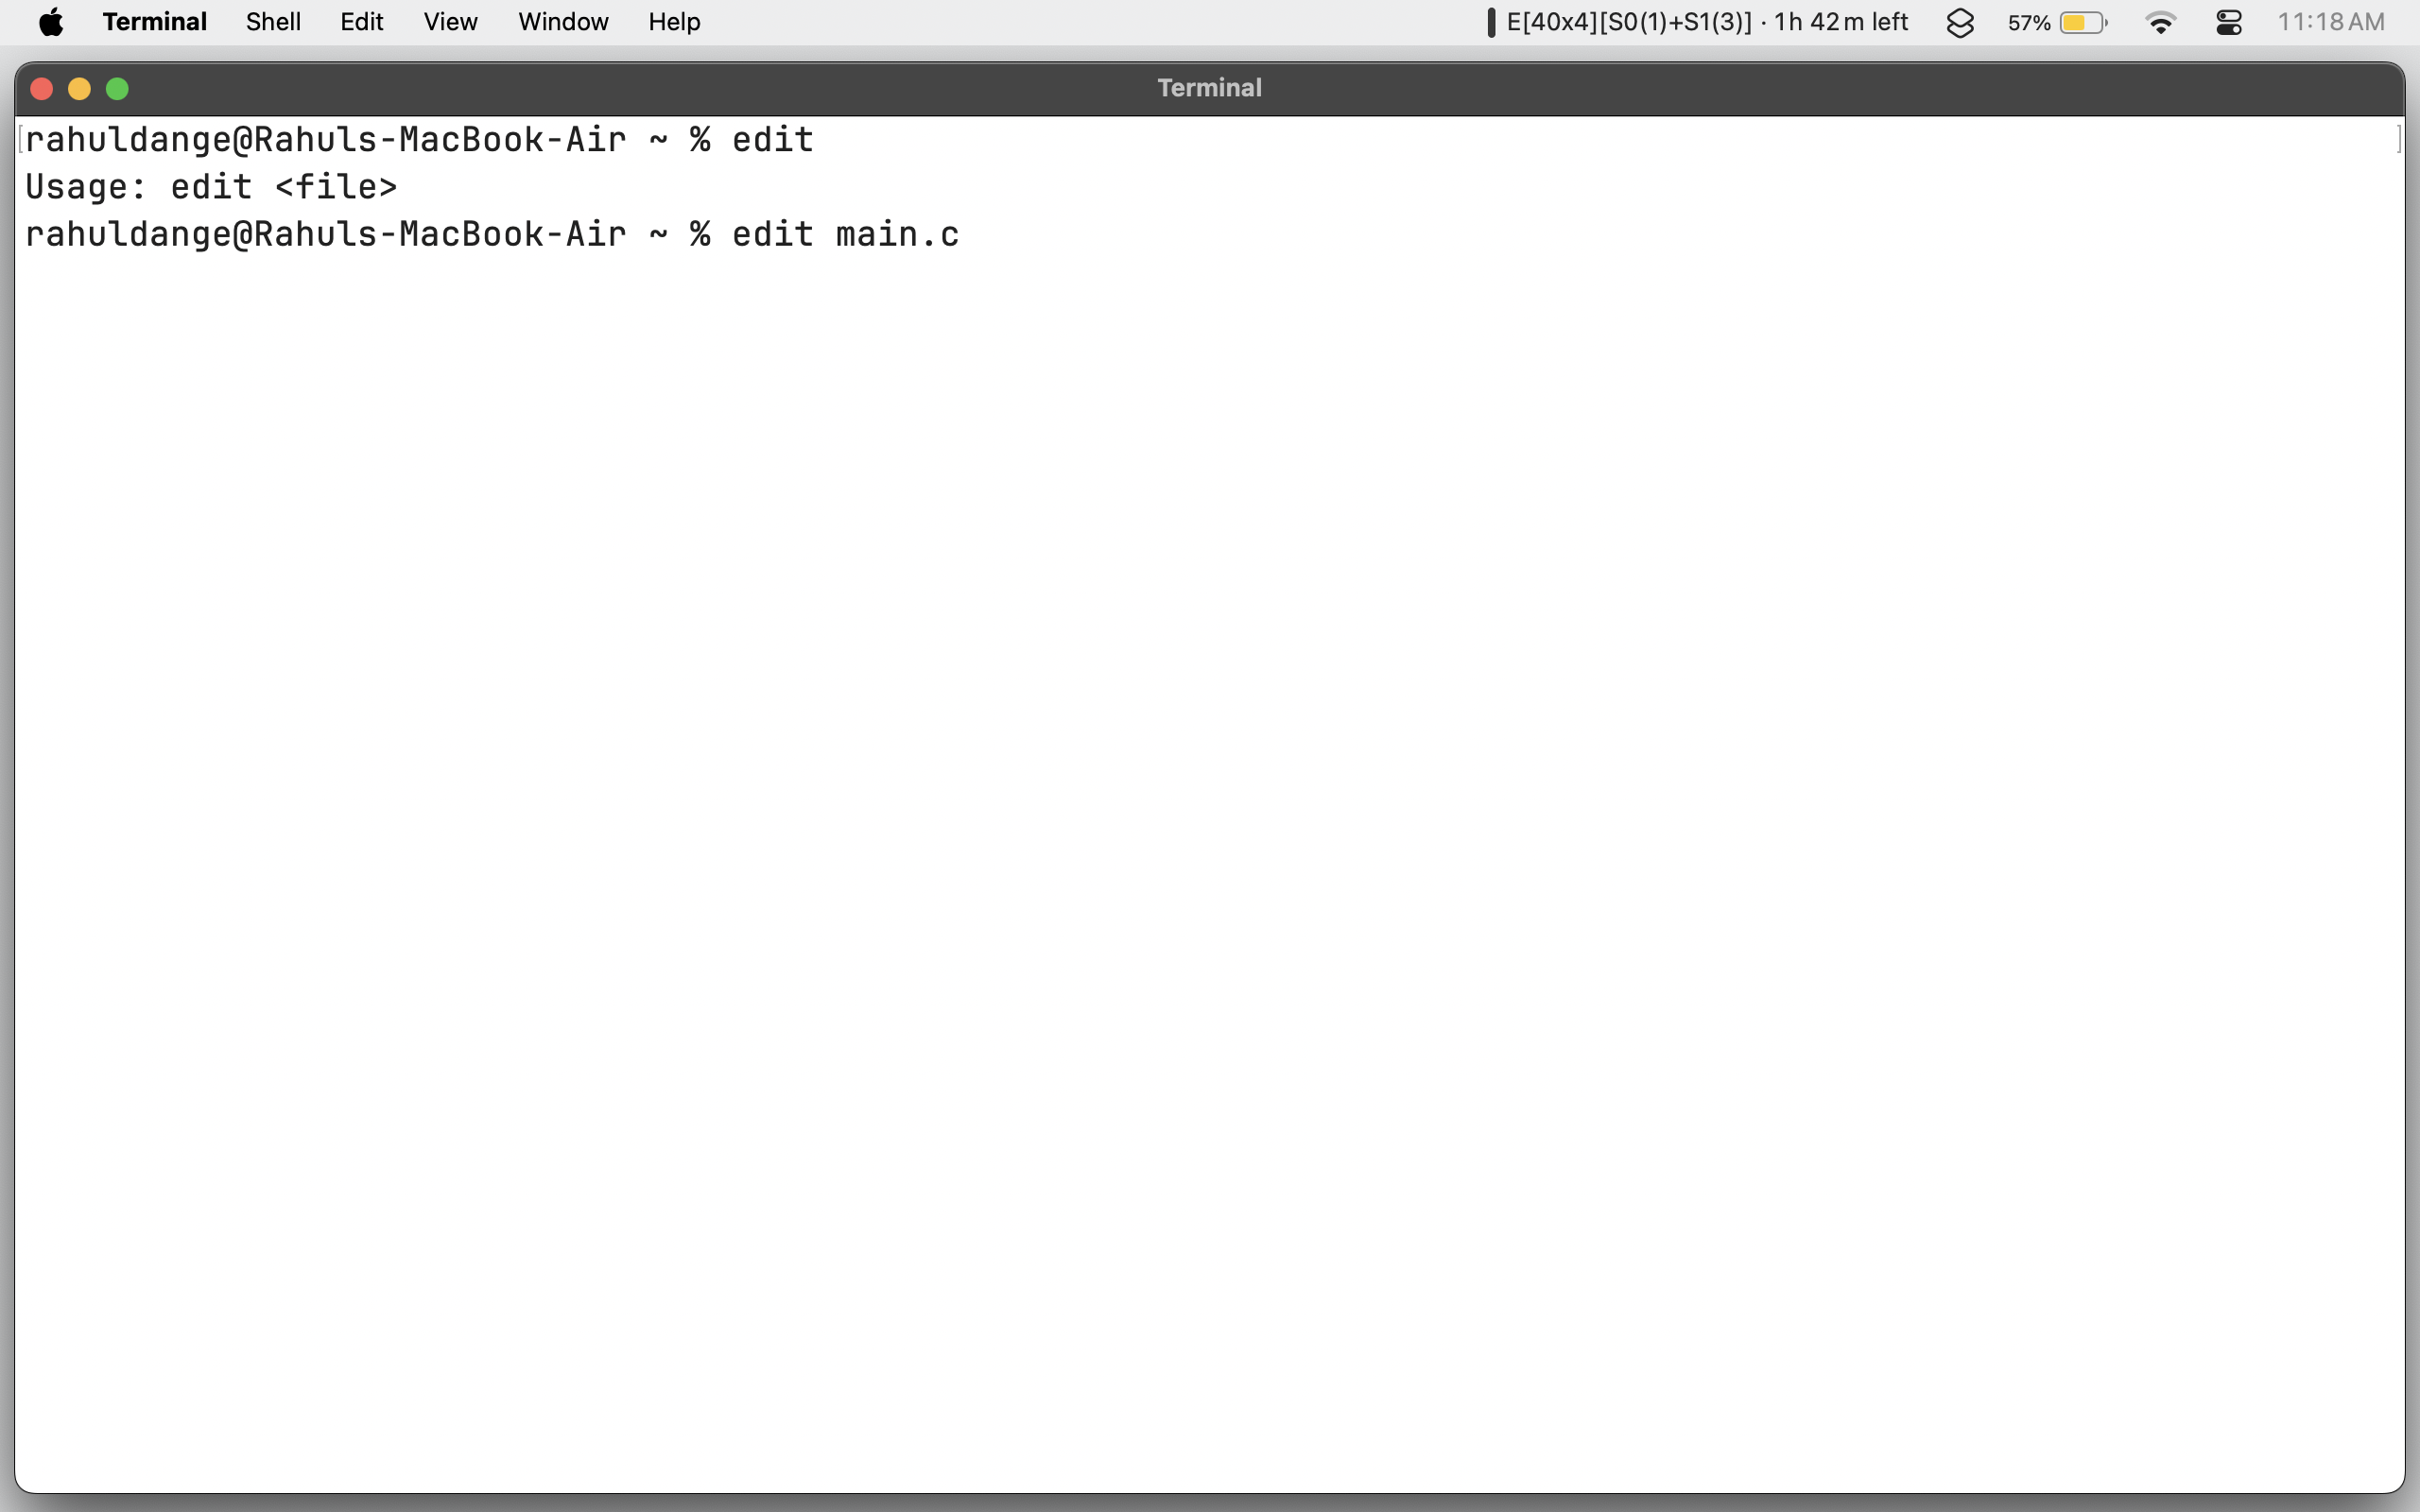 Terminal Shell Edit View Window Help E[40x4][S0(1)+S1(3)] · 1h 42m left 57% 11:18 AM
Terminal
rahuldange@Rahuls-MacBook-Air ~ % edit
Usage: edit <file>
rahuldange@Rahuls-MacBook-Air ~ % edit main.c